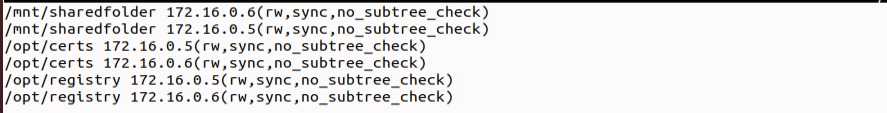 /mnt/sharedfolder 172.16.0.6(rw,sync,no_subtree_check)
/mnt/sharedfolder 172.16.0.5(rw,sync,no_subtree_check)
/opt/certs 172.16.0.5(rw,sync,no_subtree_check)
/opt/certs 172.16.0.6(rw,sync,no_subtree_check)
/opt/registry 172.16.0.5(rw,sync,no_subtree_check)
/opt/registry 172.16.0.6(rw,sync,no_subtree_check)